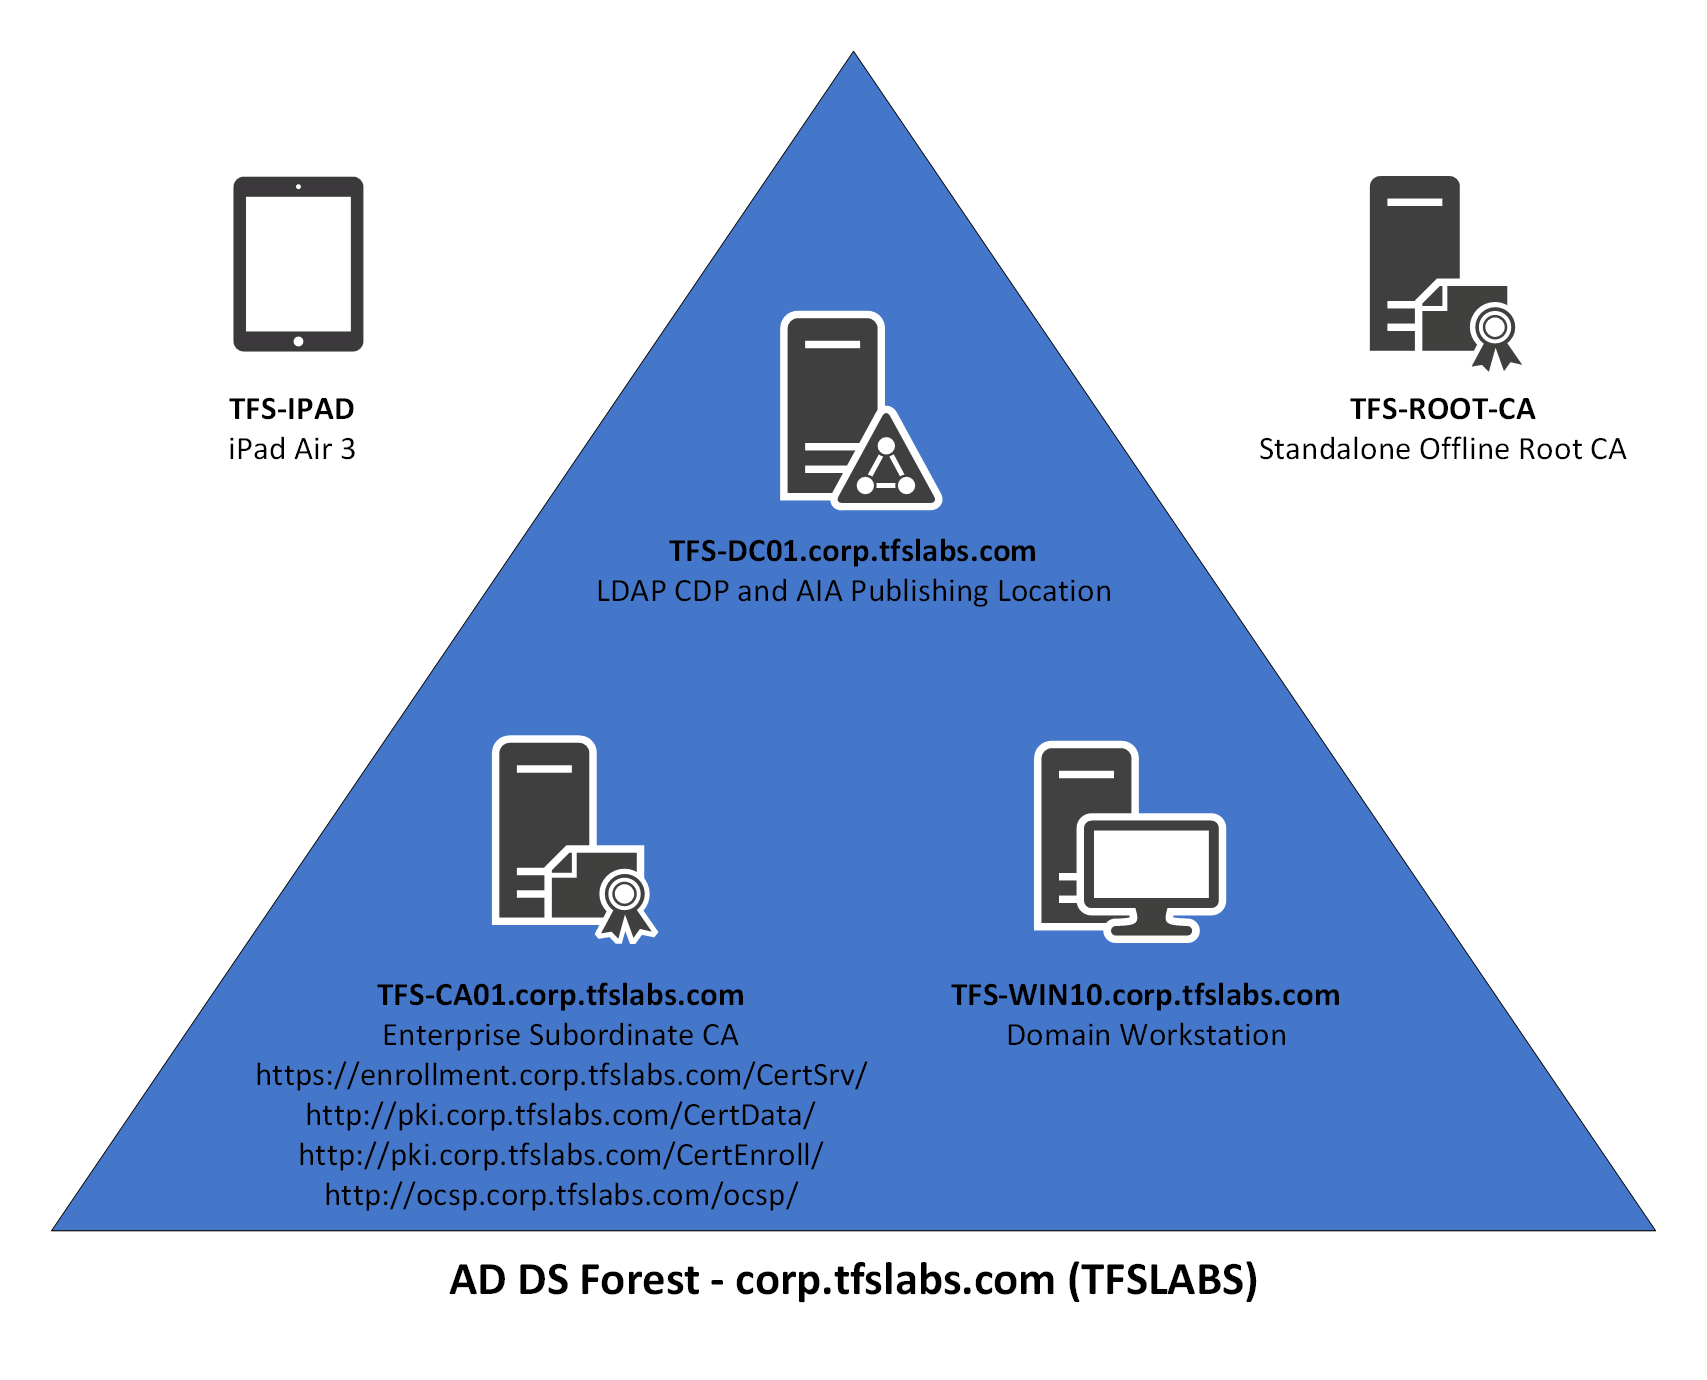 TFS-IPAD
iPad Air 3
TFS-ROOT-CA
Standalone Offline Root CA
TFS-DC01.corp.tfslabs.com
LDAP CDP and AIA Publishing Location
TFS-CA01.corp.tfslabs.com
Enterprise Subordinate CA
https://enrollment.corp.tfslabs.com/CertSrv/
http://pki.corp.tfslabs.com/CertData/
http://pki.corp.tfslabs.com/CertEnroll/
http://ocsp.corp.tfslabs.com/ocsp/
TFS-WIN10.corp.tfslabs.com
Domain Workstation
AD DS Forest - corp.tfslabs.com (TFSLABS)